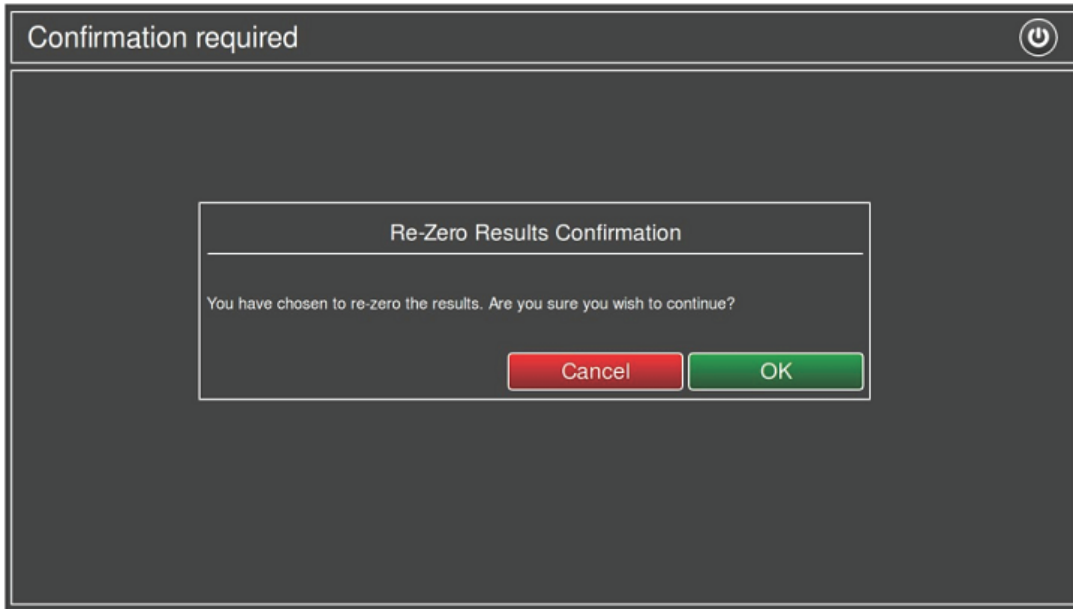 Confirmation required
Re-Zero Results Confirmation
You have chosen to re-zero the results. Are you sure you wish to continue?
Cancel OK